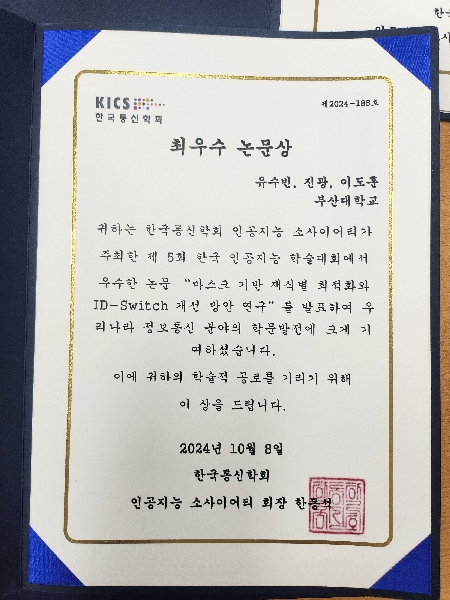 KICS
한국통신학회
제2024-188호
최우수 논문상
유수빈, 진광, 이도훈
부산대학교
귀하는 한국통신학회 인공지능 소사이어티가
주최한 제 5회 한국 인공지능 학술대회에서
우수한 논문 "마스크 기반 재식별 최적화와
ID-Switch 개선 방안 연구"를 발표하여 우
리나라 정보통신 분야의 학문발전에 크게 기
여하셨습니다.
이에 귀하의 학술적 공로를 기리기 위해
이 상을 드립니다.
2024년 10월 8일
한국통신학회
인공지능 소사이어티 회장 한동석